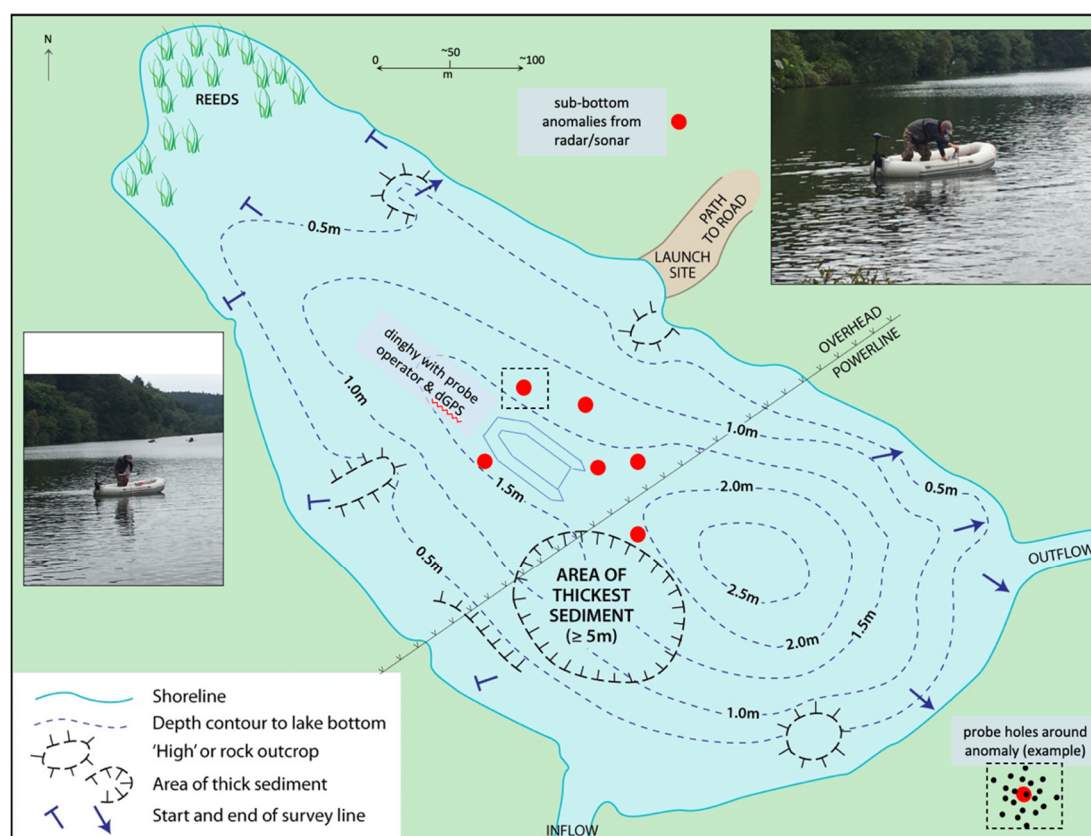 N
0
~50
~100
m
REEDS
sub-bottom
anomalies from
radar/sonar
PATH
TO ROAD
LAUNCH
SITE
0.5m
OVERHEAD
POWERLINE
dinghy with probe
operator & dGPS
1.0m
1.0m
1.5m
2.0m
0.5m
0.5m
OUTFLOW
AREA OF
THICKEST
SEDIMENT
(≥ 5m)
2.5m
2.0m
1.5m
1.0m
Shoreline
Depth contour to lake bottom
'High' or rock outcrop
Area of thick sediment
Start and end of survey line
probe holes around
anomaly (example)
INFLOW